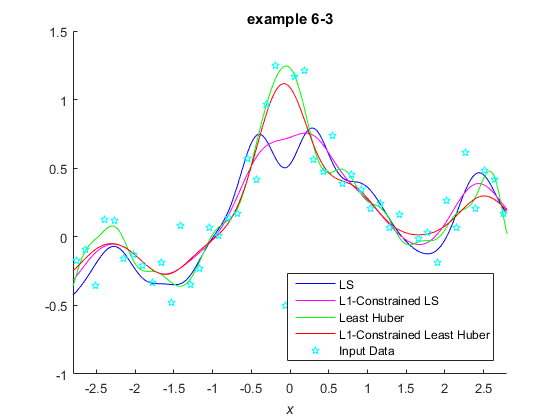 example 6-3
1.5
1
0.5
0
-0.5
-1
LS
L1-Constrained LS
Least Huber
L1-Constrained Least Huber
Input Data
-2.5 -2 -1.5 -1 -0.5 0 0.5 1 1.5 2 2.5
x